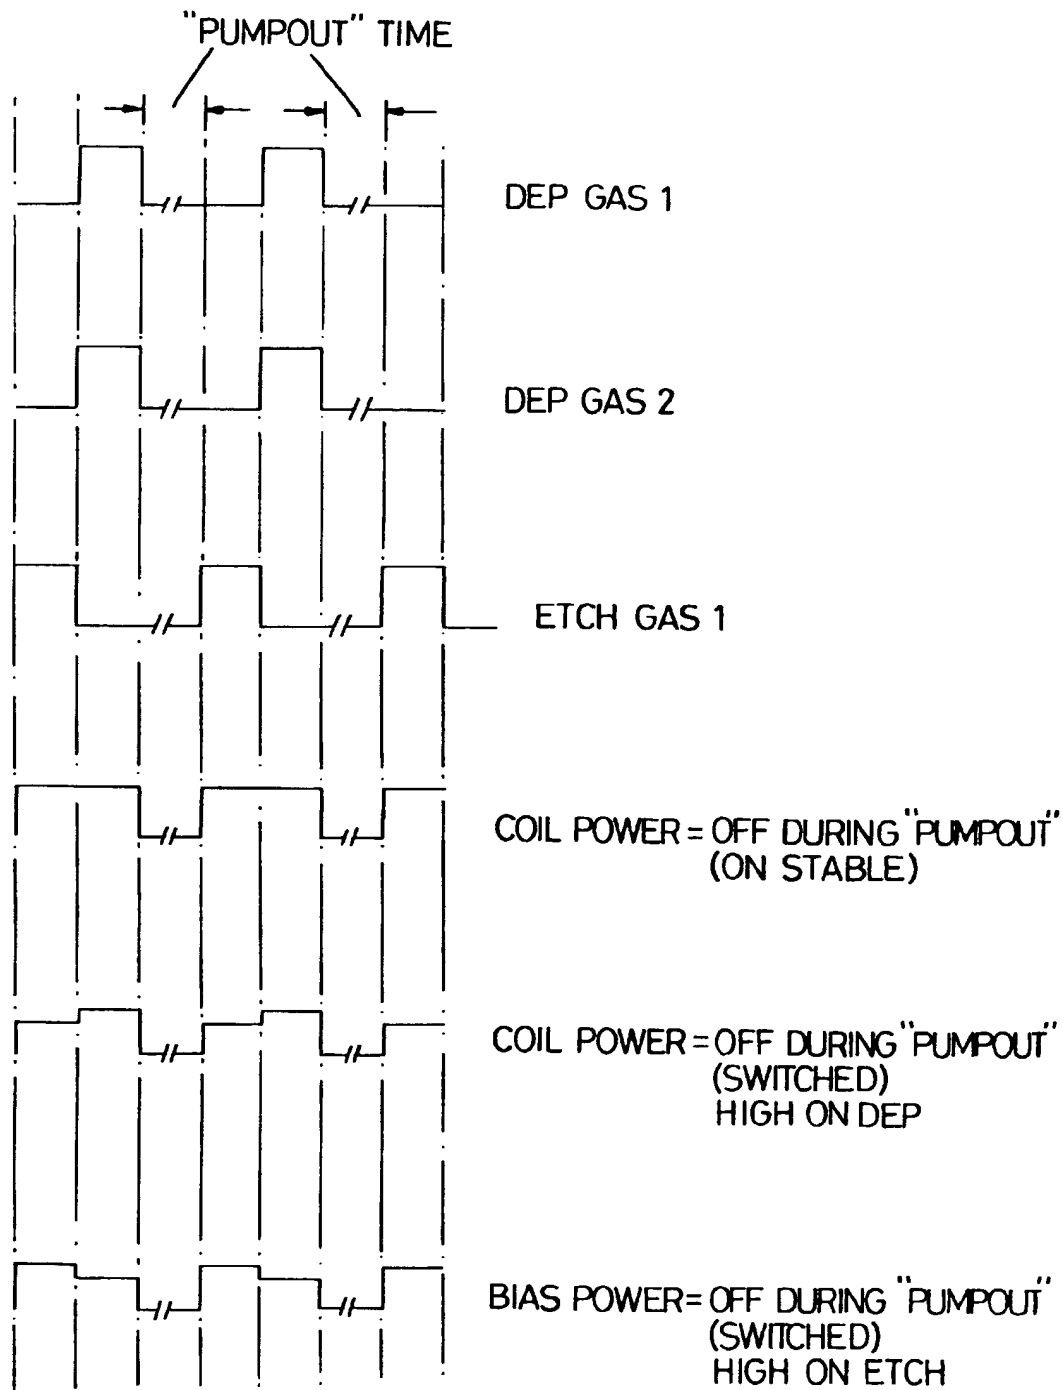 "PUMPOUT" TIME
DEP GAS 1
DEP GAS 2
ETCH GAS 1
COIL POWER = OFF DURING "PUMPOUT"
(ON STABLE)
COIL POWER = OFF DURING "PUMPOUT"
(SWITCHED)
HIGH ON DEP
BIAS POWER = OFF DURING "PUMPOUT"
(SWITCHED)
HIGH ON ETCH